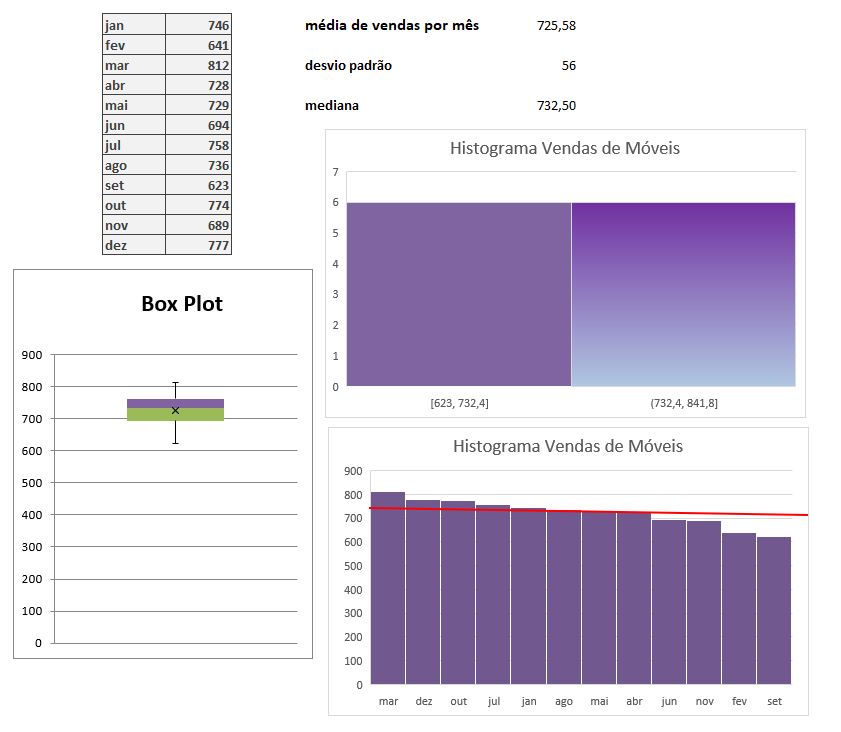 jan 746
fev 641
mar 812
abr 728
mai 729
jun 694
jul 758
ago 736
set 623
out 774
nov 689
dez 777
média de vendas por mês 725,58
desvio padrão 56
mediana 732,50
Histograma Vendas de Móveis
7
6
5
4
3
2
1
0
[623, 732,4] (732,4, 841,8]
Box Plot
900
800
700
600
500
400
300
200
100
0
Histograma Vendas de Móveis
900
800
700
600
500
400
300
200
100
0
mar dez out jul jan ago mai abr jun nov fev set